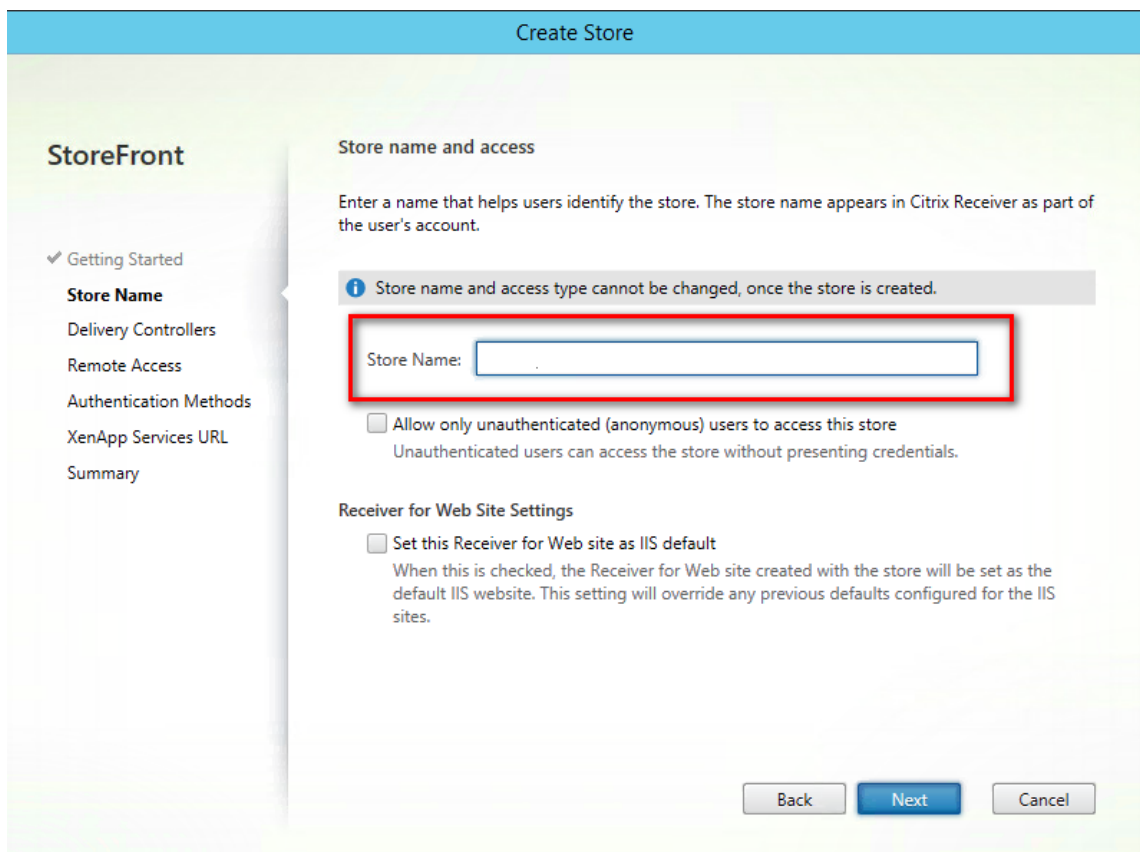 Create Store
StoreFront
Getting Started
Store Name
Delivery Controllers
Remote Access
Authentication Methods
XenApp Services URL
Summary
Store name and access
Enter a name that helps users identify the store. The store name appears in Citrix Receiver as part of
the user's account.
Store name and access type cannot be changed, once the store is created.
Store Name:
Allow only unauthenticated (anonymous) users to access this store
Unauthenticated users can access the store without presenting credentials.
Receiver for Web Site Settings
Set this Receiver for Web site as IIS default
When this is checked, the Receiver for Web site created with the store will be set as the
default IIS website. This setting will override any previous defaults configured for the IIS
sites.
Back Next Cancel